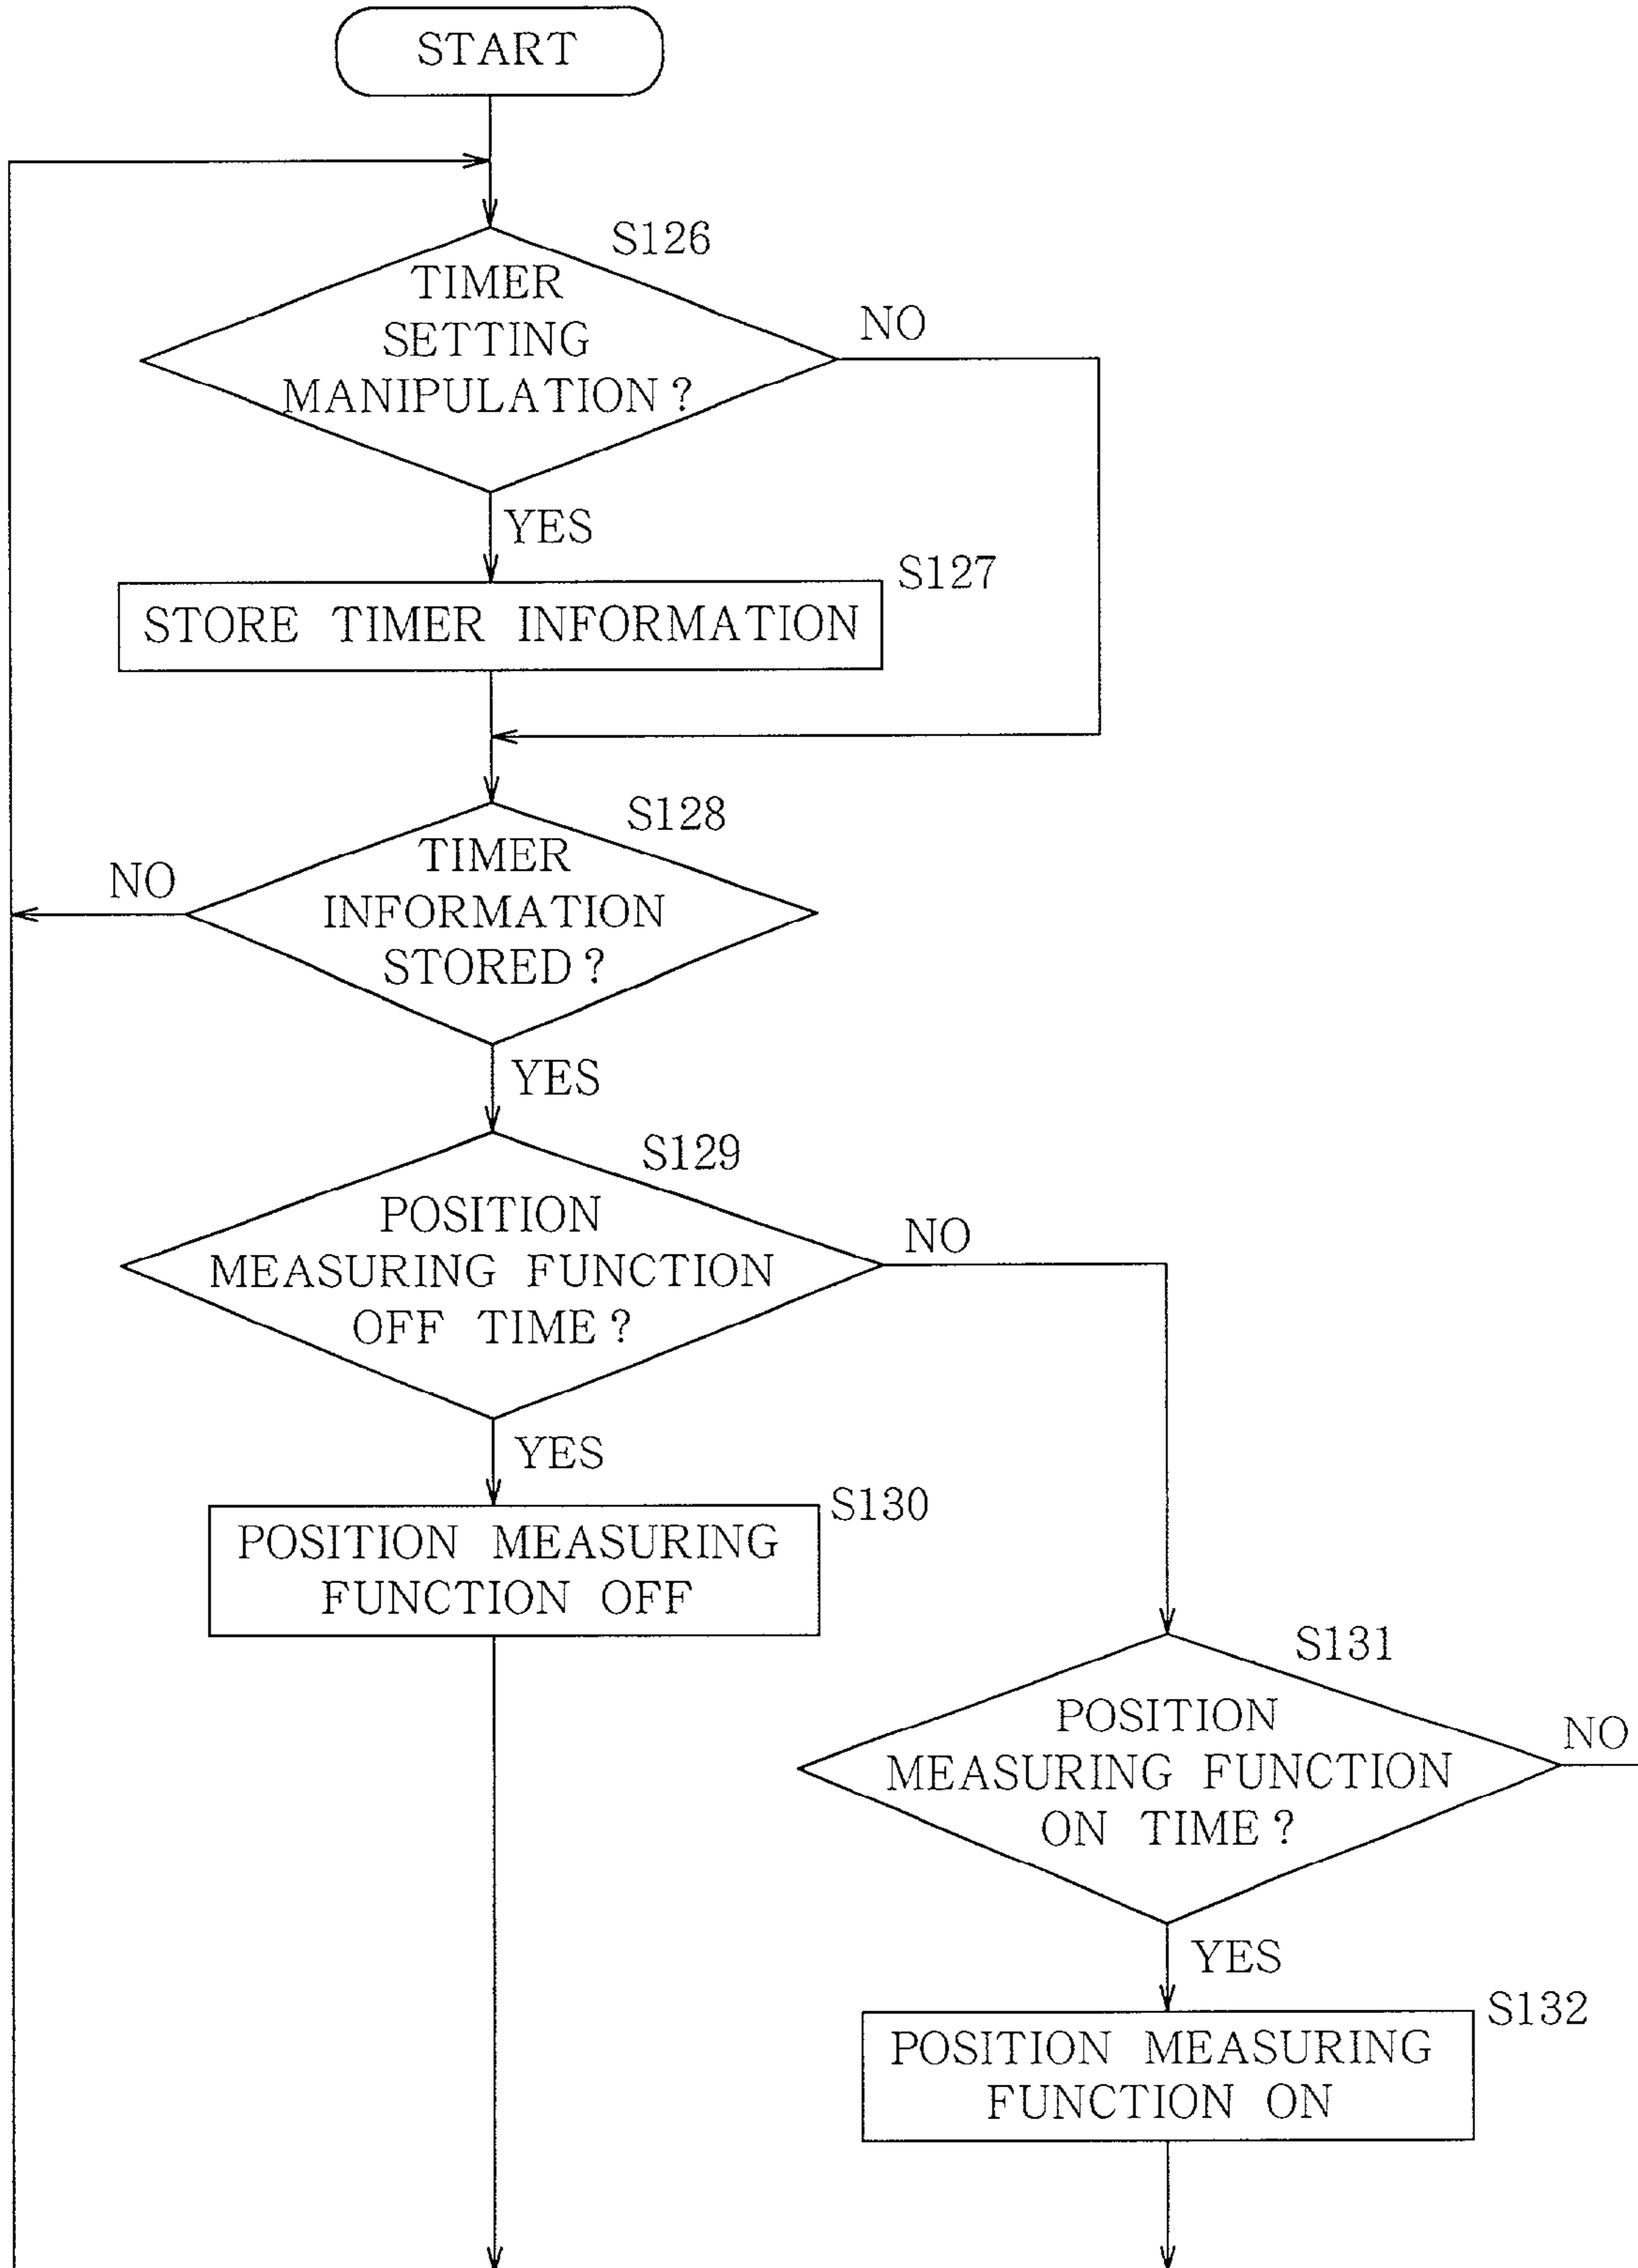 START
S126
TIMER
SETTING
MANIPULATION?
NO
YES
S127
STORE TIMER INFORMATION
S128
TIMER
INFORMATION
STORED?
NO
YES
S129
POSITION
MEASURING FUNCTION
OFF TIME?
NO
YES
S130
POSITION MEASURING
FUNCTION OFF
S131
POSITION
MEASURING FUNCTION
ON TIME?
NO
YES
S132
POSITION MEASURING
FUNCTION ON